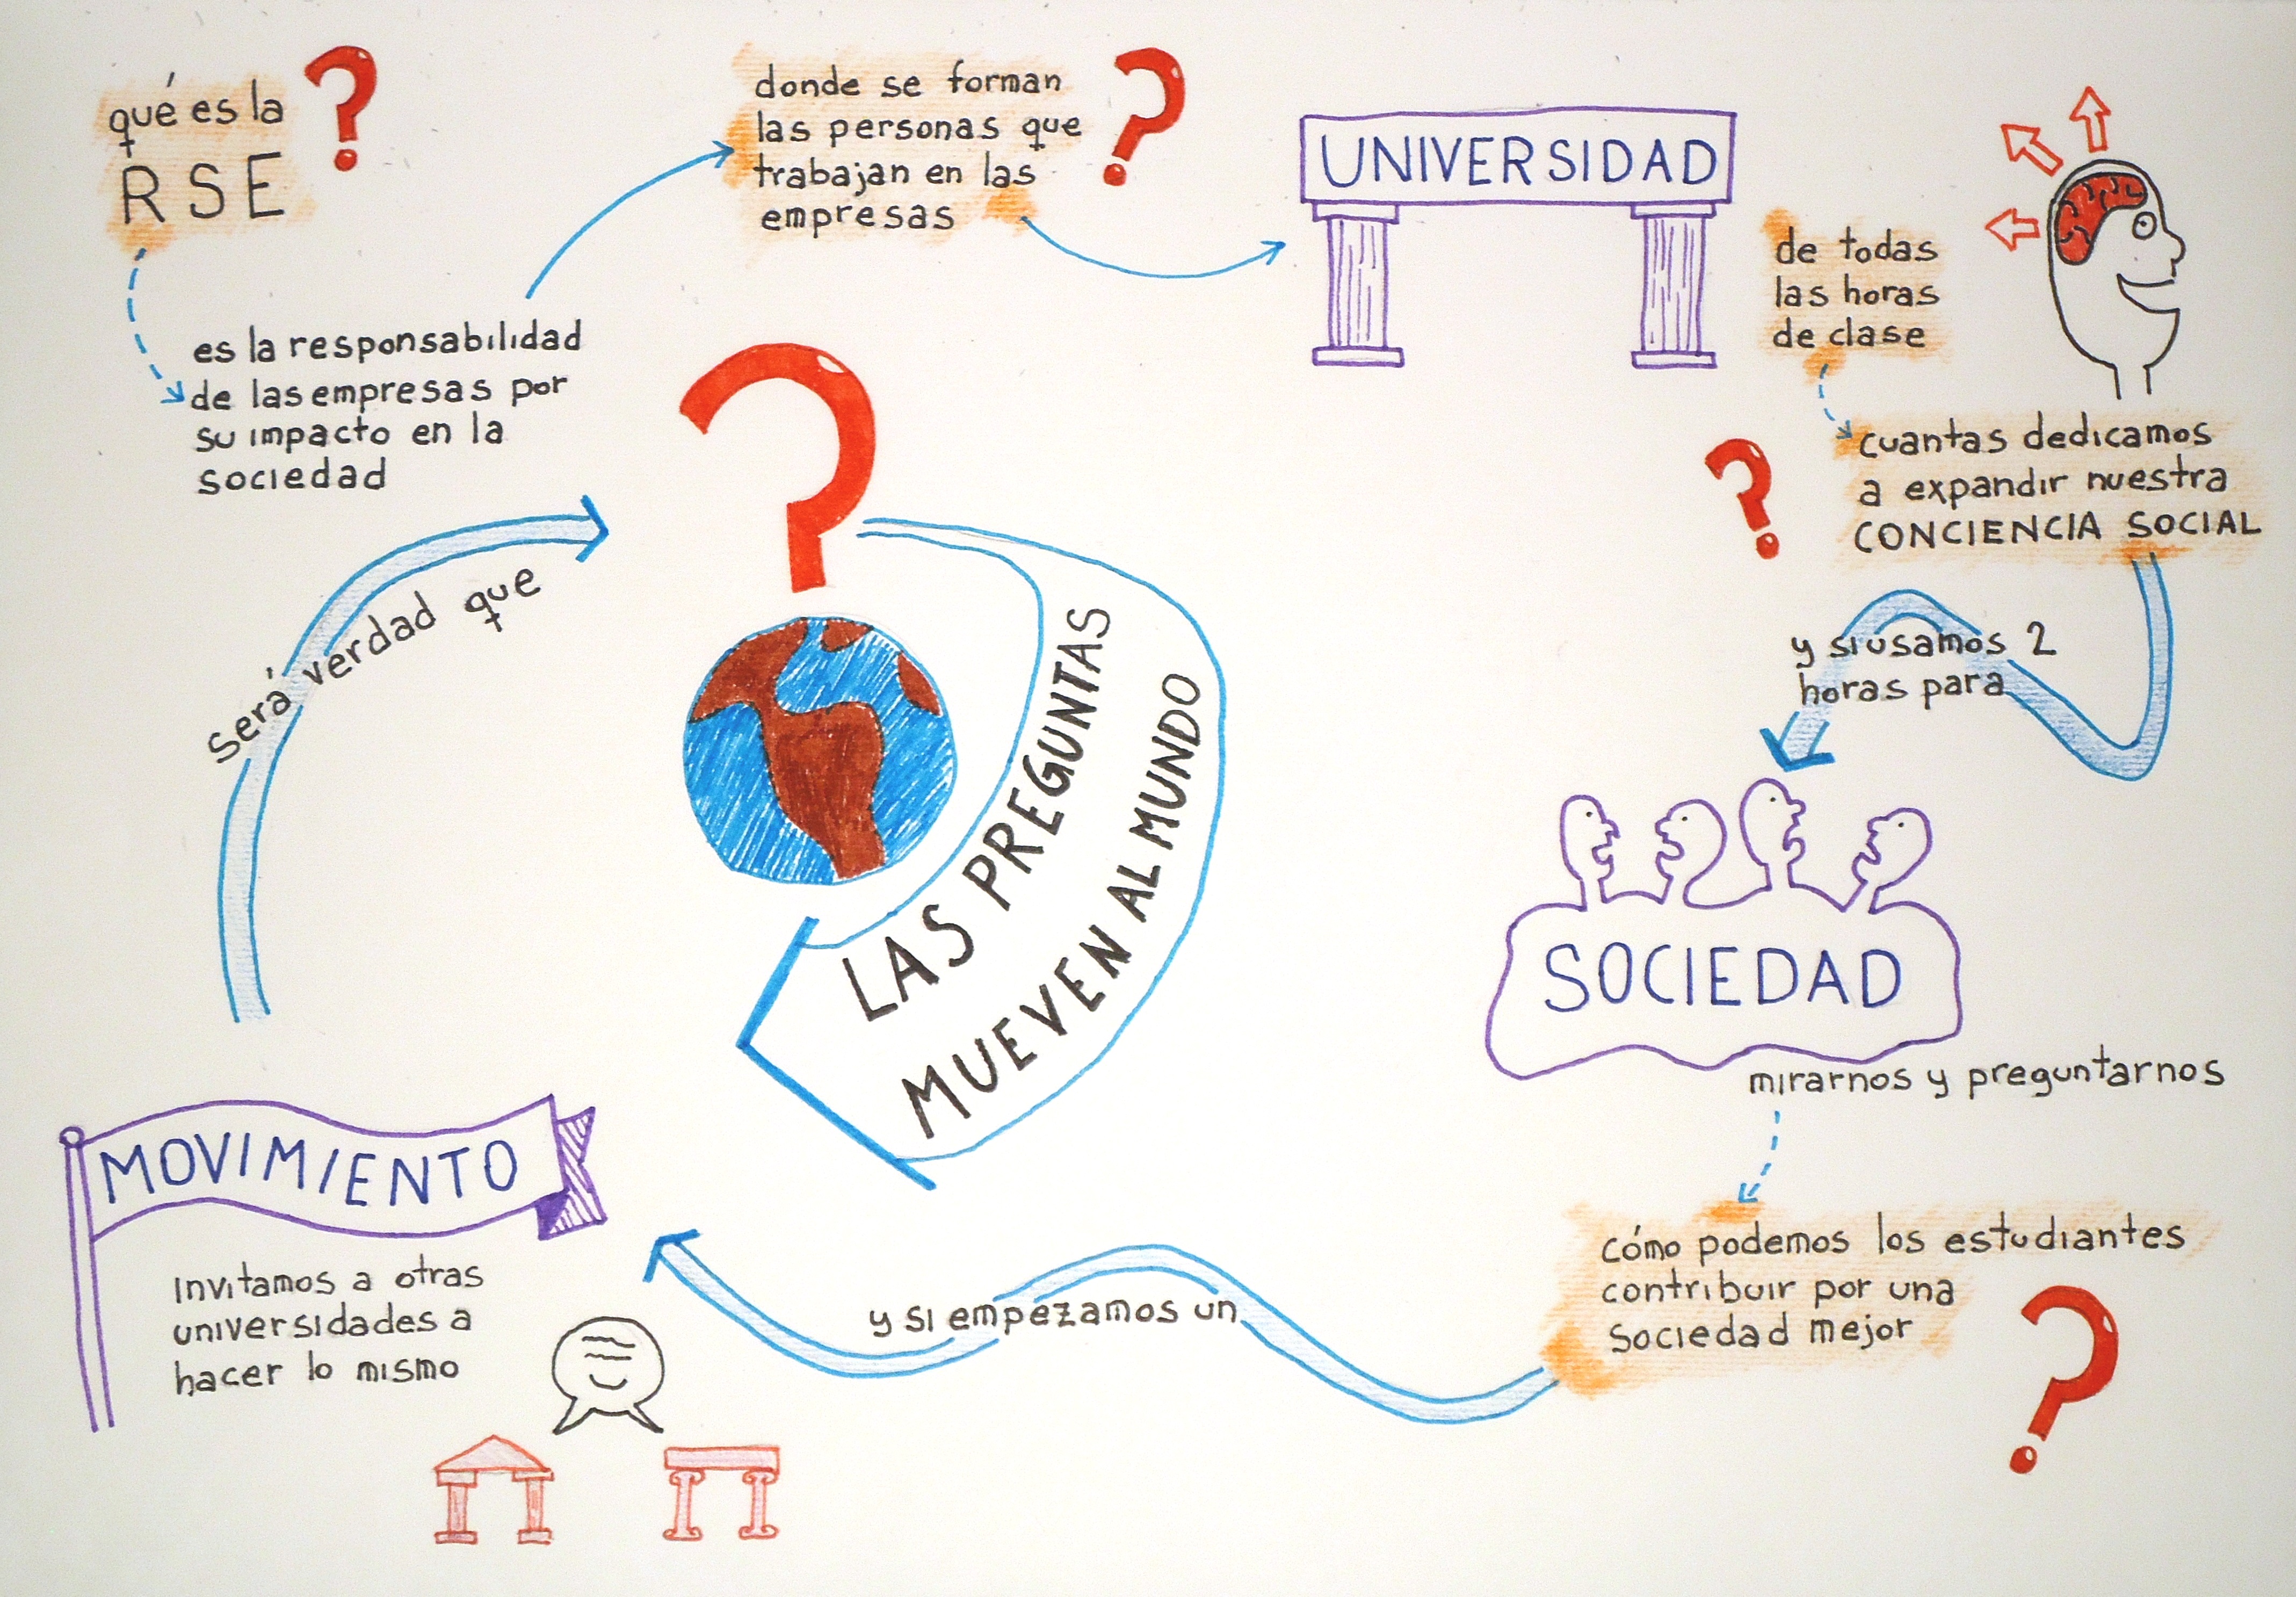 qué es la
RSE
?
es la responsabilidad
de las empresas por
su impacto en la
sociedad
donde se forman
las personas que
trabajan en las
empresas
?
UNIVERSIDAD
de todas
las horas
de clase
cuantas dedicamos
a expandir nuestra
CONCIENCIA SOCIAL
?
y si usamos 2
horas para
SOCIEDAD
mirarnos y preguntarnos
cómo podemos los estudiantes
contribuir por una
sociedad mejor
?
y si empezamos un
MOVIMIENTO
invitamos a otras
universidades a
hacer lo mismo
Será verdad que
?
LAS PREGUNTAS
MUEVEN AL MUNDO